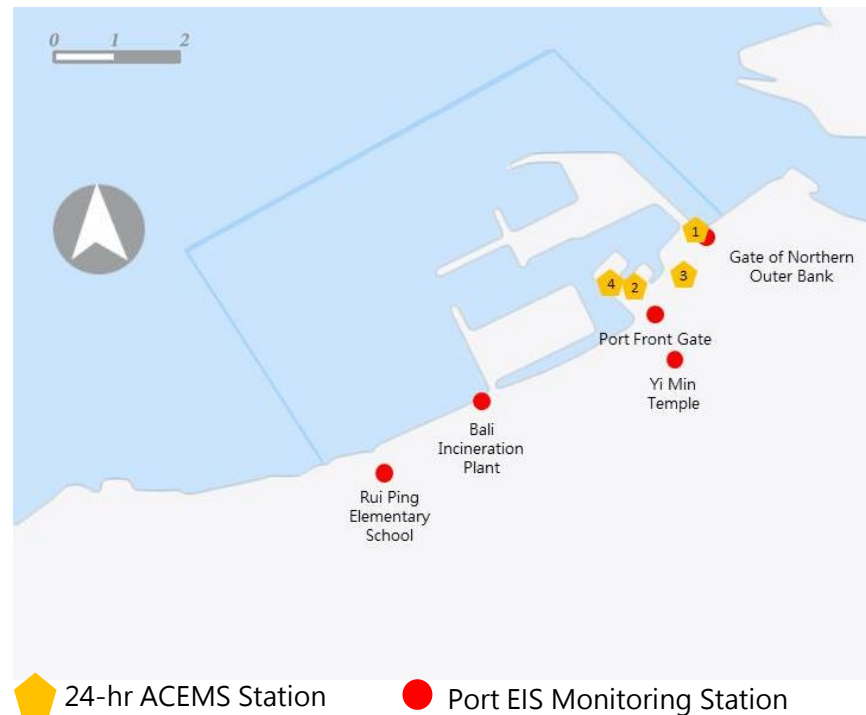 0 1 2
1
Gate of Northern
Outer Bank
3
4
2
Port Front Gate
Yi Min
Temple
Bali
Incineration
Plant
Rui Ping
Elementary
School
24-hr ACEMS Station
Port EIS Monitoring Station